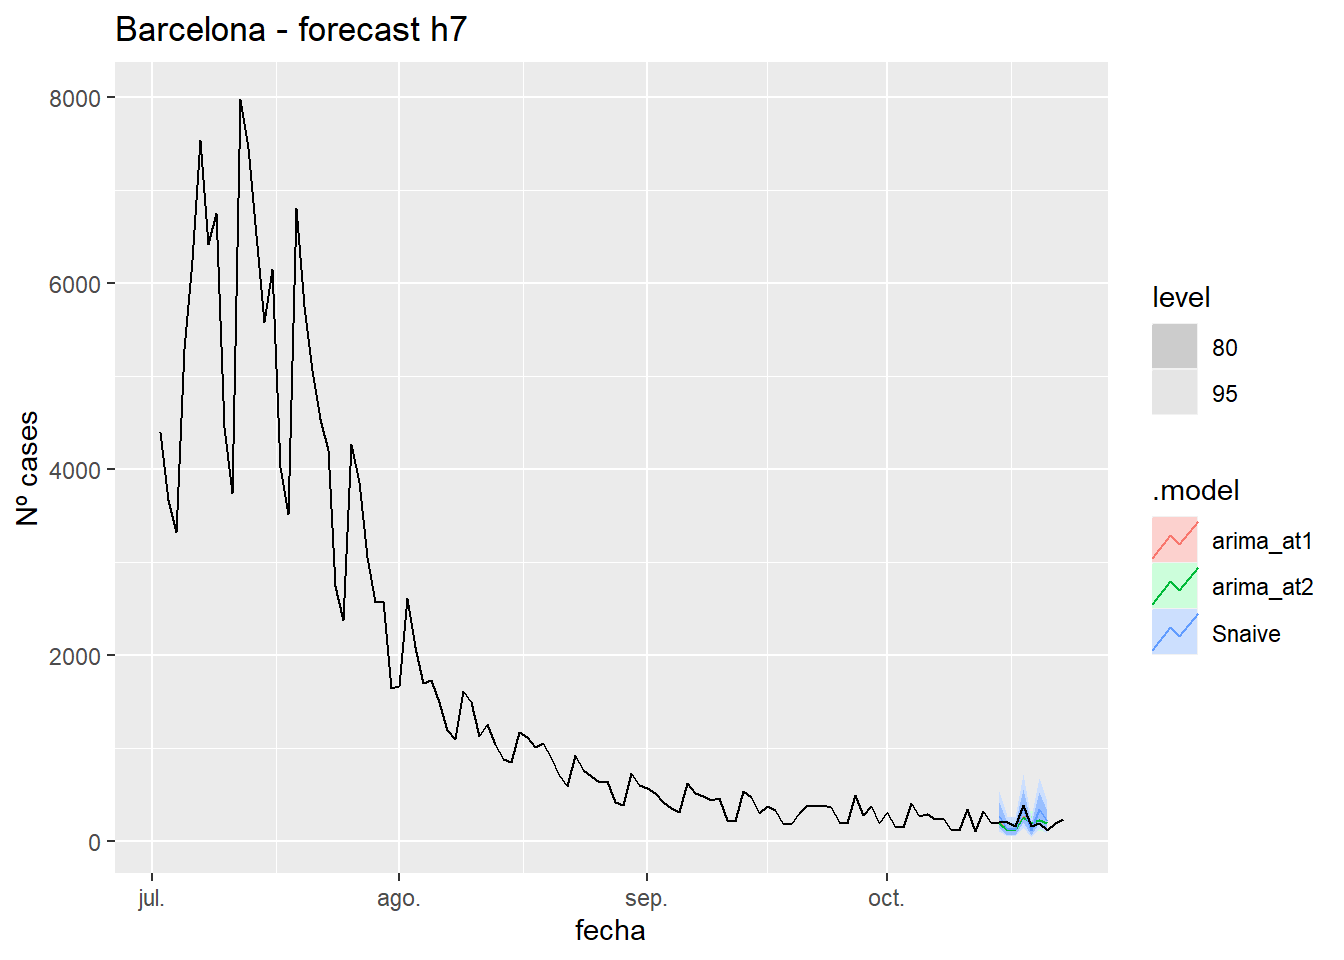 Barcelona - forecast h7
Nº cases
8000
6000
4000
2000
0
jul.
ago.
sep.
oct.
fecha
level
80
95
.model
arima_at1
arima_at2
Snaive